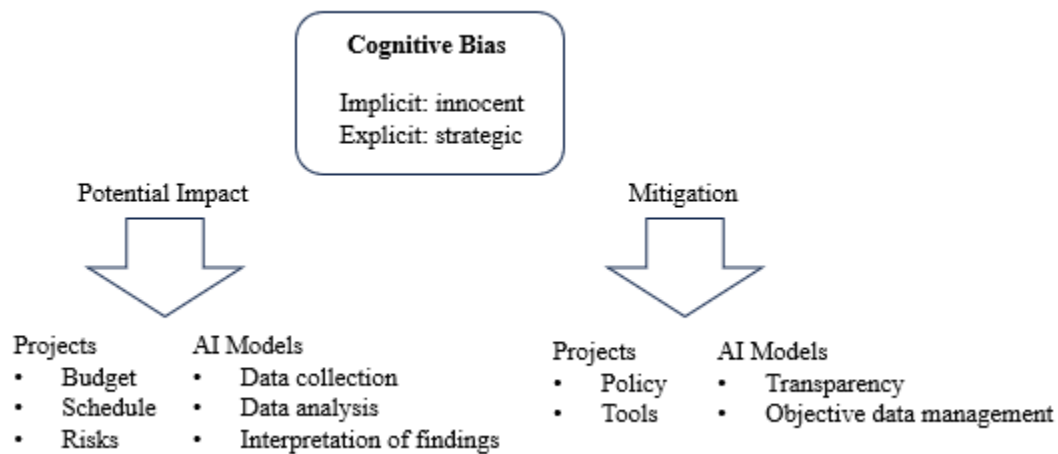 Cognitive Bias
Implicit: innocent
Explicit: strategic
Potential Impact
Mitigation
Projects
• Budget
• Schedule
• Risks
AI Models
• Data collection
• Data analysis
• Interpretation of findings
Projects
• Policy
• Tools
AI Models
• Transparency
• Objective data management